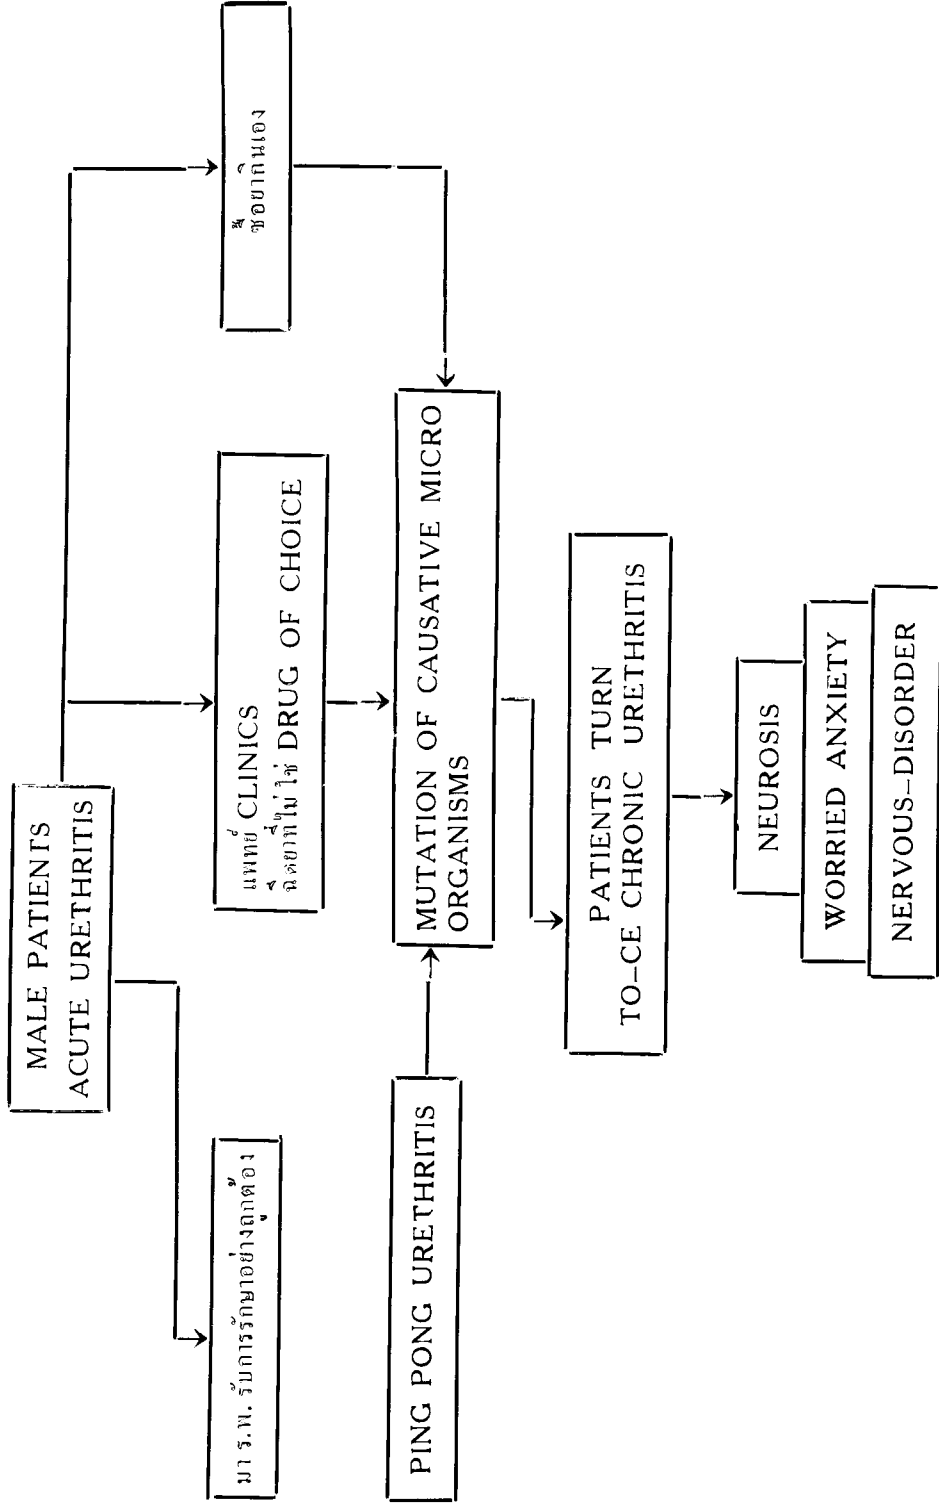 MALE PATIENTS
ACUTE URETHRITIS
มา ร.พ. รับการรักษาอย่างถูกต้อง
แพทย์ CLINICS
ฉีดยาที่ไม่ใช่ DRUG OF CHOICE
ซื้อยากินเอง
PING PONG URETHRITIS
MUTATION OF CAUSATIVE MICRO
ORGANISMS
PATIENTS TURN
TO–CE CHRONIC URETHRITIS
NEUROSIS
WORRIED ANXIETY
NERVOUS–DISORDER